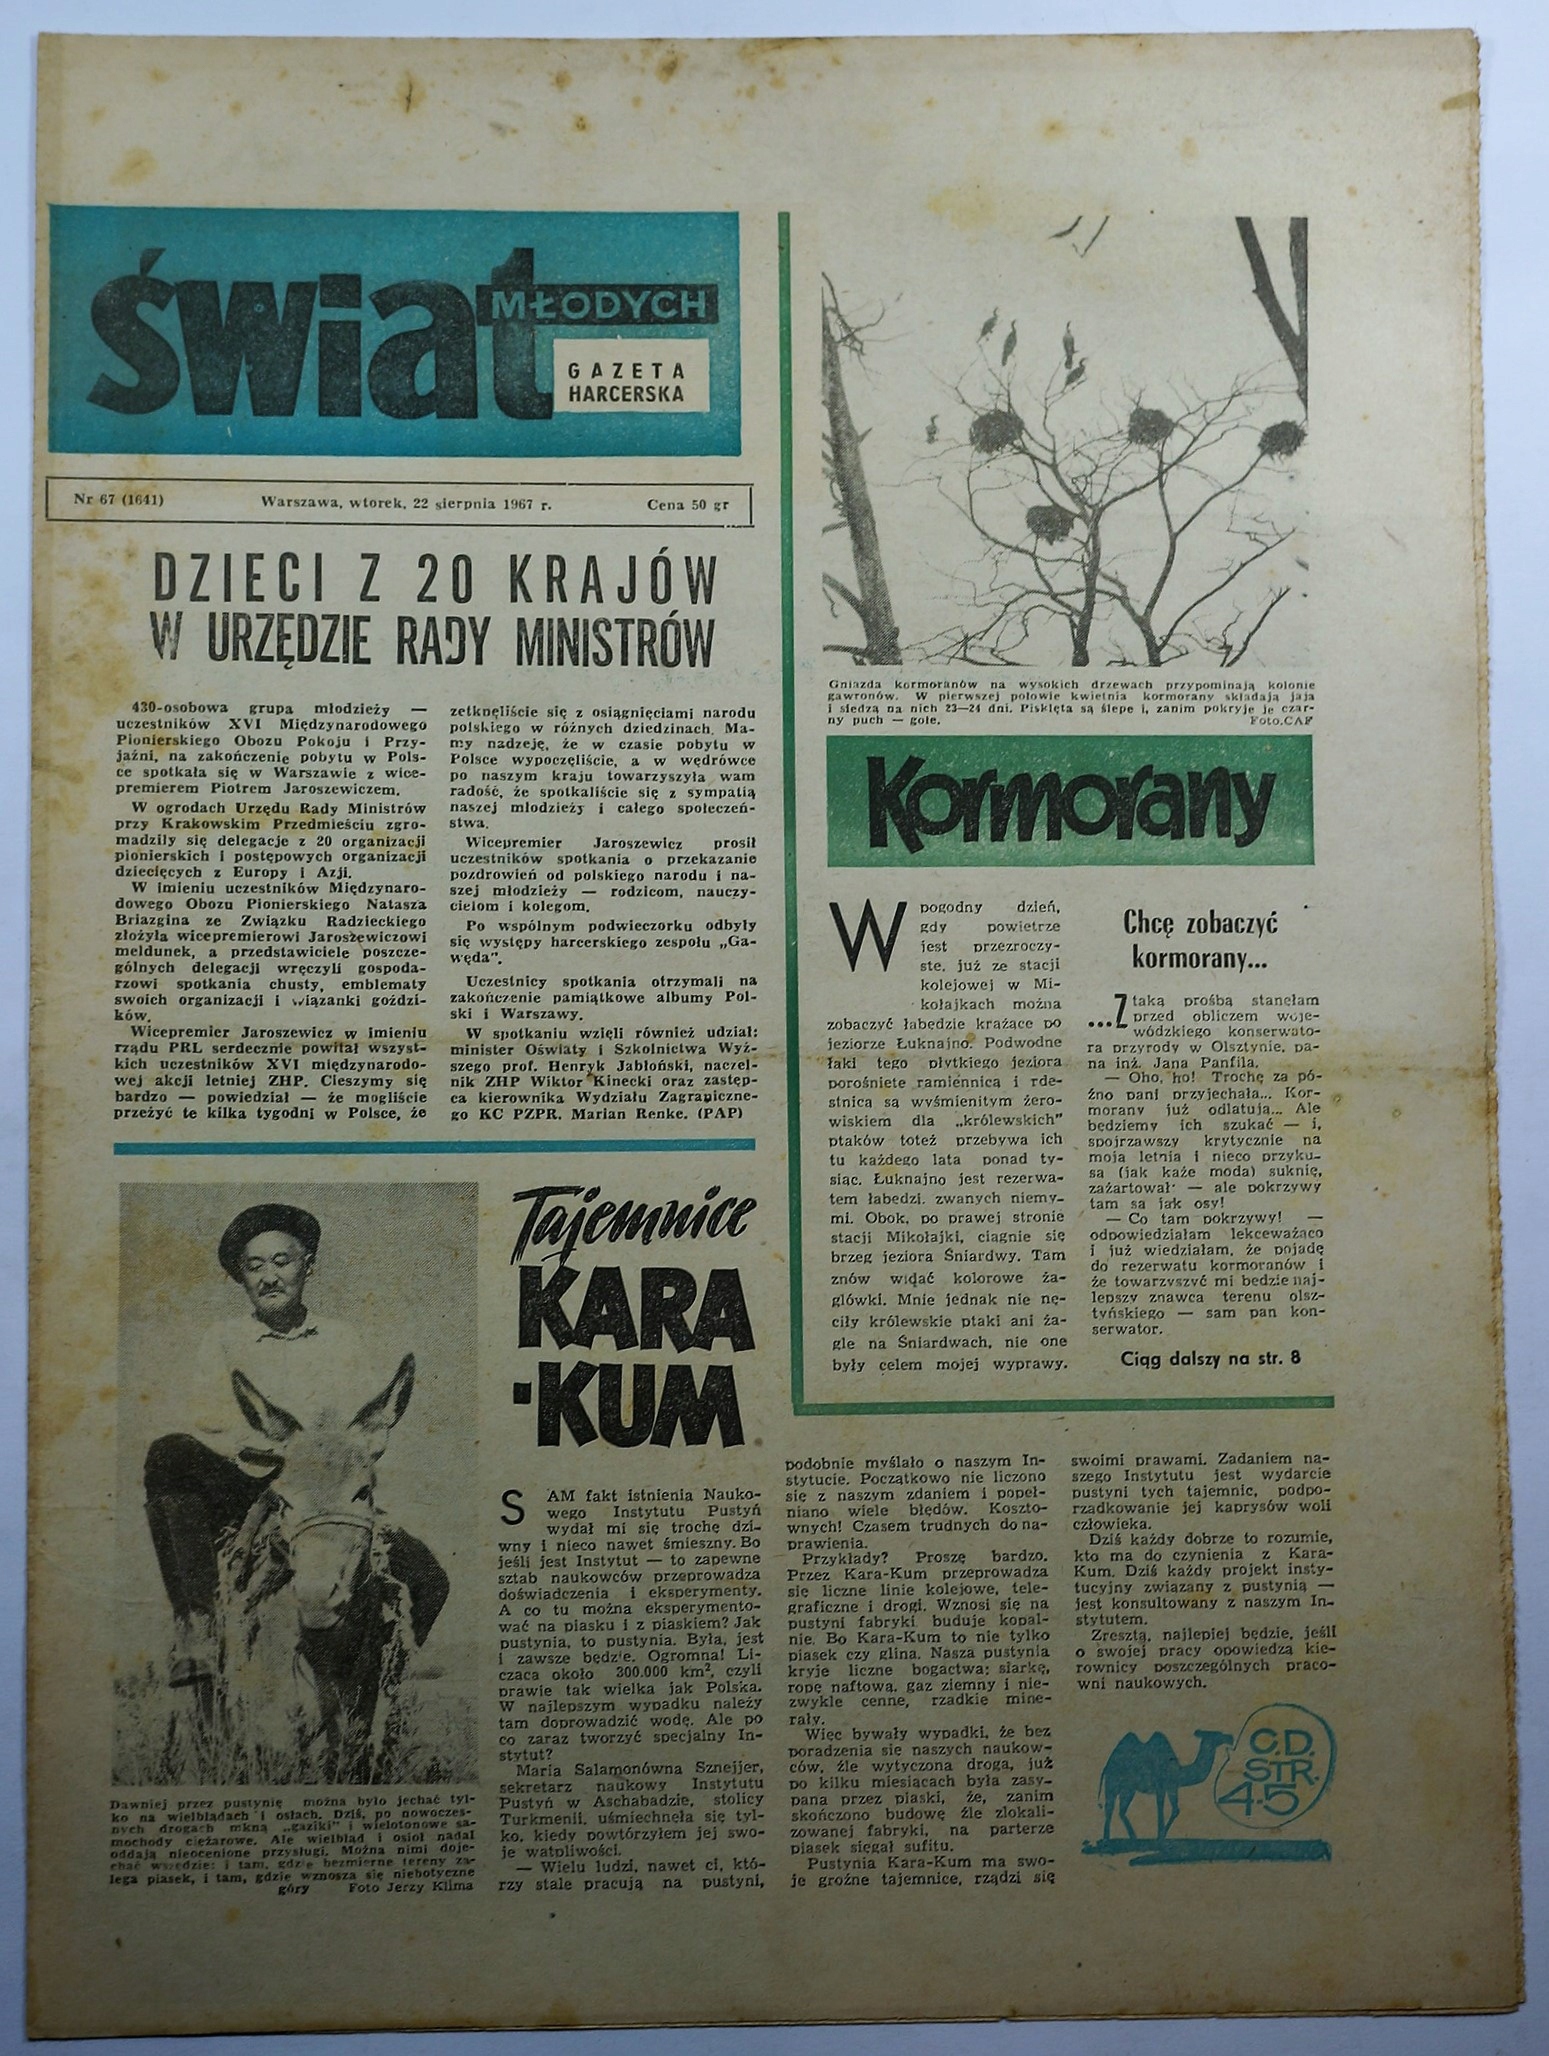 świat
MŁODYCH
GAZETA
HARCERSKA
Nr 67 (1641) Warszawa, wtorek, 22 sierpnia 1967 r. Cena 50 gr
DZIECI Z 20 KRAJÓW
W URZĘDZIE RADY MINISTRÓW
430-osobowa grupa młodzieży —
uczestników XVI Międzynarodowego
Pionierskiego Obozu Pokoju i Przy-
jaźni, na zakończenie pobytu w Pols-
ce spotkała się w Warszawie z wice-
premierem Piotrem Jaroszewiczem.
W ogrodach Urzędu Rady Ministrów
przy Krakowskim Przedmieściu zgro-
madziły się delegacje z 20 organizacji
pionierskich i postępowych organizacji
dziecięcych z Europy i Azji.
W imieniu uczestników Międzynaro-
dowego Obozu Pionierskiego Natasza
Briazgina ze Związku Radzieckiego
złożyła wicepremierowi Jaroszewiczowi
meldunek, a przedstawiciele poszcze-
gólnych delegacji wręczyli gospoda-
rzowi spotkania chusty, emblematy
swoich organizacji i wiązanki goździ-
ków.
Wicepremier Jaroszewicz w imieniu
rządu PRL serdecznie powitał wszyst-
kich uczestników XVI międzynarodo-
wej akcji letniej ZHP. Cieszymy się
bardzo — powiedział — że mogliście
przeżyć te kilka tygodni w Polsce, że
zetknęliście się z osiągnięciami narodu
polskiego w różnych dziedzinach. Ma-
my nadzieję, że w czasie pobytu w
Polsce wypoczęliście, a w wędrówce
po naszym kraju towarzyszyła wam
radość, że spotkaliście się z sympatią
naszej młodzieży i całego społeczeń-
stwa.
Wicepremier Jaroszewicz prosił
uczestników spotkania o przekazanie
pozdrowień od polskiego narodu i na-
szej młodzieży — rodzicom, nauczy-
cielom i kolegom.
Po wspólnym podwieczorku odbyły
się występy harcerskiego zespołu „Ga-
węda".
Uczestnicy spotkania otrzymali na
zakończenie pamiątkowe albumy Pol-
ski i Warszawy.
W spotkaniu wzięli również udział:
minister Oświaty i Szkolnictwa Wyż-
szego prof. Henryk Jabłoński, naczel-
nik ZHP Wiktor Kinecki oraz zastęp-
ca kierownika Wydziału Zagraniczne-
go KC PZPR, Marian Renke. (PAP)
Gniazda kormoranów na wysokich drzewach przypominają kolonie
gawronów. W pierwszej połowie kwietnia kormorany składają jaja
i siedzą na nich 23—24 dni. Pisklęta są ślepe i, zanim pokryje je czar-
ny puch — gołe. Foto.CAF
Kormorany
W pogodny dzień,
gdy powietrze
jest przezroczy-
ste, już ze stacji
kolejowej w Mi-
kołajkach można
zobaczyć łabędzie krążące po
jeziorze Łuknajno. Podwodne
łąki tego płytkiego jeziora
porośnięte ramiennicą i rde-
stnicą są wyśmienitym żero-
wiskiem dla „królewskich"
ptaków toteż przebywa ich
tu każdego lata ponad ty-
siąc. Łuknajno jest rezerwa-
tem łabędzi, zwanych niemy-
mi. Obok, po prawej stronie
stacji Mikołajki, ciągnie się
brzeg jeziora Śniardwy. Tam
znów widać kolorowe ża-
glówki. Mnie jednak nie nę-
ciły królewskie ptaki ani ża-
gle na Śniardwach, nie one
były celem mojej wyprawy.
Chcę zobaczyć
kormorany...
...Z taką prośbą stanęłam
przed obliczem woje-
wódzkiego konserwato-
ra przyrody w Olsztynie, pa-
na inż. Jana Panfila.
— Oho, ho! Trochę za pó-
źno pani przyjechała... Kor-
morany już odlatują... Ale
będziemy ich szukać — i,
spojrzawszy krytycznie na
moją letnią i nieco przyku-
są (jak każe moda) suknię,
zażartował: — ale pokrzywy
tam są jak osy!
— Co tam pokrzywy! —
odpowiedziałam lekceważąco
i już wiedziałam, że pojadę
do rezerwatu kormoranów i
że towarzyszyć mi będzie naj-
lepszy znawca terenu olsz-
tyńskiego — sam pan kon-
serwator.
Ciąg dalszy na str. 8
Tajemnice
KARA
-KUM
Dawniej przez pustynię można było jechać tyl-
ko na wielbłądach i osłach. Dziś, po nowoczes-
nych drogach mkną „gaziki" i wielotonowe sa-
mochody ciężarowe. Ale wielbłąd i osioł nadal
oddają nieocenione przysługi. Można nimi doje-
chać wszędzie: i tam, gdzie bezmierne tereny za-
lega piasek, i tam, gdzie wznoszą się niebotyczne
góry Foto Jerzy Klima
SAM fakt istnienia Nauko-
wego Instytutu Pustyń
wydał mi się trochę dzi-
wny i nieco nawet śmieszny. Bo
jeśli jest Instytut — to zapewne
sztab naukowców przeprowadza
doświadczenia i eksperymenty.
A co tu można eksperymento-
wać na piasku i z piaskiem? Jak
pustynia, to pustynia. Była, jest
i zawsze będzie. Ogromna! Li-
cząca około 300.000 km², czyli
prawie tak wielka jak Polska.
W najlepszym wypadku należy
tam doprowadzić wodę. Ale po
co zaraz tworzyć specjalny In-
stytut?
Maria Salamonówna Sznejjer,
sekretarz naukowy Instytutu
Pustyń w Aschabadzie, stolicy
Turkmenii, uśmiechnęła się tyl-
ko, kiedy powtórzyłem jej swo-
je wątpliwości.
— Wielu ludzi, nawet ci, któ-
rzy stale pracują na pustyni,
podobnie myślało o naszym In-
stytucie. Początkowo nie liczono
się z naszym zdaniem i popeł-
niano wiele błędów. Koszto-
wnych! Czasem trudnych do na-
prawienia.
Przykłady? Proszę bardzo.
Przez Kara-Kum przeprowadza
się liczne linie kolejowe, tele-
graficzne i drogi. Wznosi się na
pustyni fabryki, buduje kopal-
nie. Bo Kara-Kum to nie tylko
piasek czy glina. Nasza pustynia
kryje liczne bogactwa: siarkę,
ropę naftową, gaz ziemny i nie-
zwykle cenne, rzadkie mine-
rały.
Więc bywały wypadki, że bez
poradzenia się naszych naukow-
ców, źle wytyczona droga, już
po kilku miesiącach była zasy-
pana przez piaski, że, zanim
skończono budowę źle zlokali-
zowanej fabryki, na parterze
piasek sięgał sufitu.
Pustynia Kara-Kum ma swo-
je groźne tajemnice, rządzi się
swoimi prawami. Zadaniem na-
szego Instytutu jest wydarcie
pustyni tych tajemnic, podpo-
rządkowanie jej kaprysów woli
człowieka.
Dziś każdy dobrze to rozumie,
kto ma do czynienia z Kara-
Kum. Dziś każdy projekt insty-
tucyjny związany z pustynią —
jest konsultowany z naszym In-
stytutem.
Zresztą, najlepiej będzie, jeśli
o swojej pracy opowiedzą kie-
rownicy poszczególnych praco-
wni naukowych.
C.D.
STR.
4-5